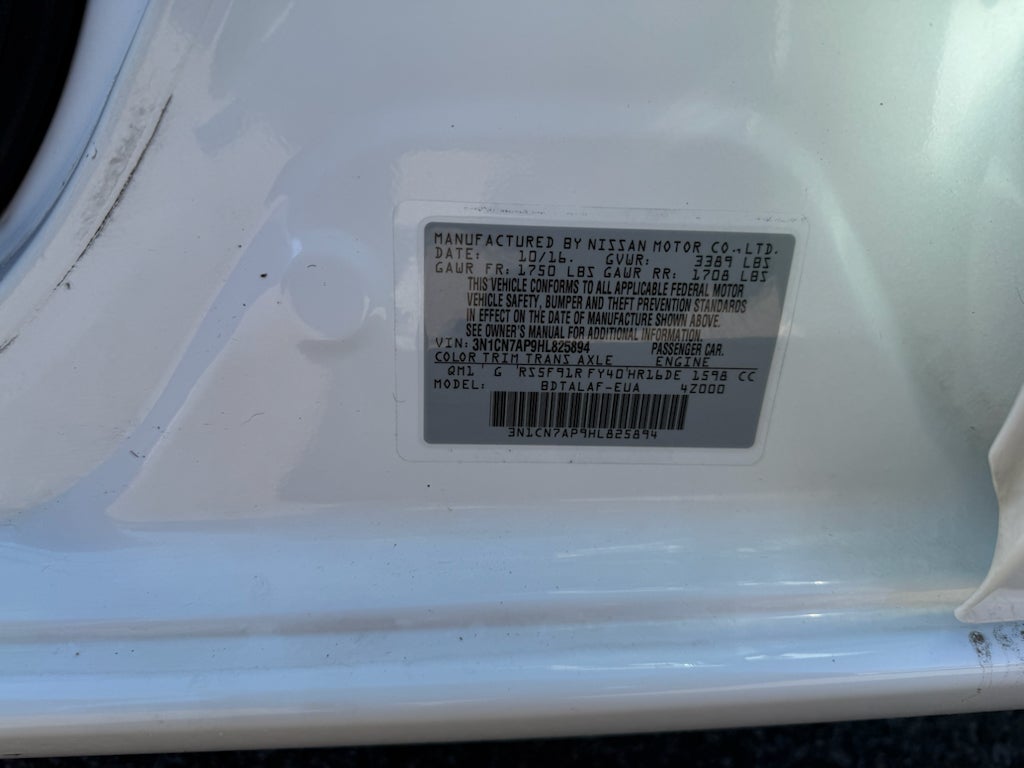 MANUFACTURED BY NISSAN MOTOR CO., LTD.
DATE: 10/16. GVWR: 3389 LBS
GAWR FR: 1750 LBS GAWR RR: 1708 LBS
THIS VEHICLE CONFORMS TO ALL APPLICABLE FEDERAL MOTOR
VEHICLE SAFETY, BUMPER AND THEFT PREVENTION STANDARDS
IN EFFECT ON THE DATE OF MANUFACTURE SHOWN ABOVE.
SEE OWNER'S MANUAL FOR ADDITIONAL INFORMATION.
VIN: 3N1CN7AP9HL825894 PASSENGER CAR.
COLOR TRIM TRANS AXLE ENGINE
QM1 G RS5F91R FY40 HR16DE 1598 CC
MODEL: BDTALAF-EUA 4Z000
3N1CN7AP9HL825894